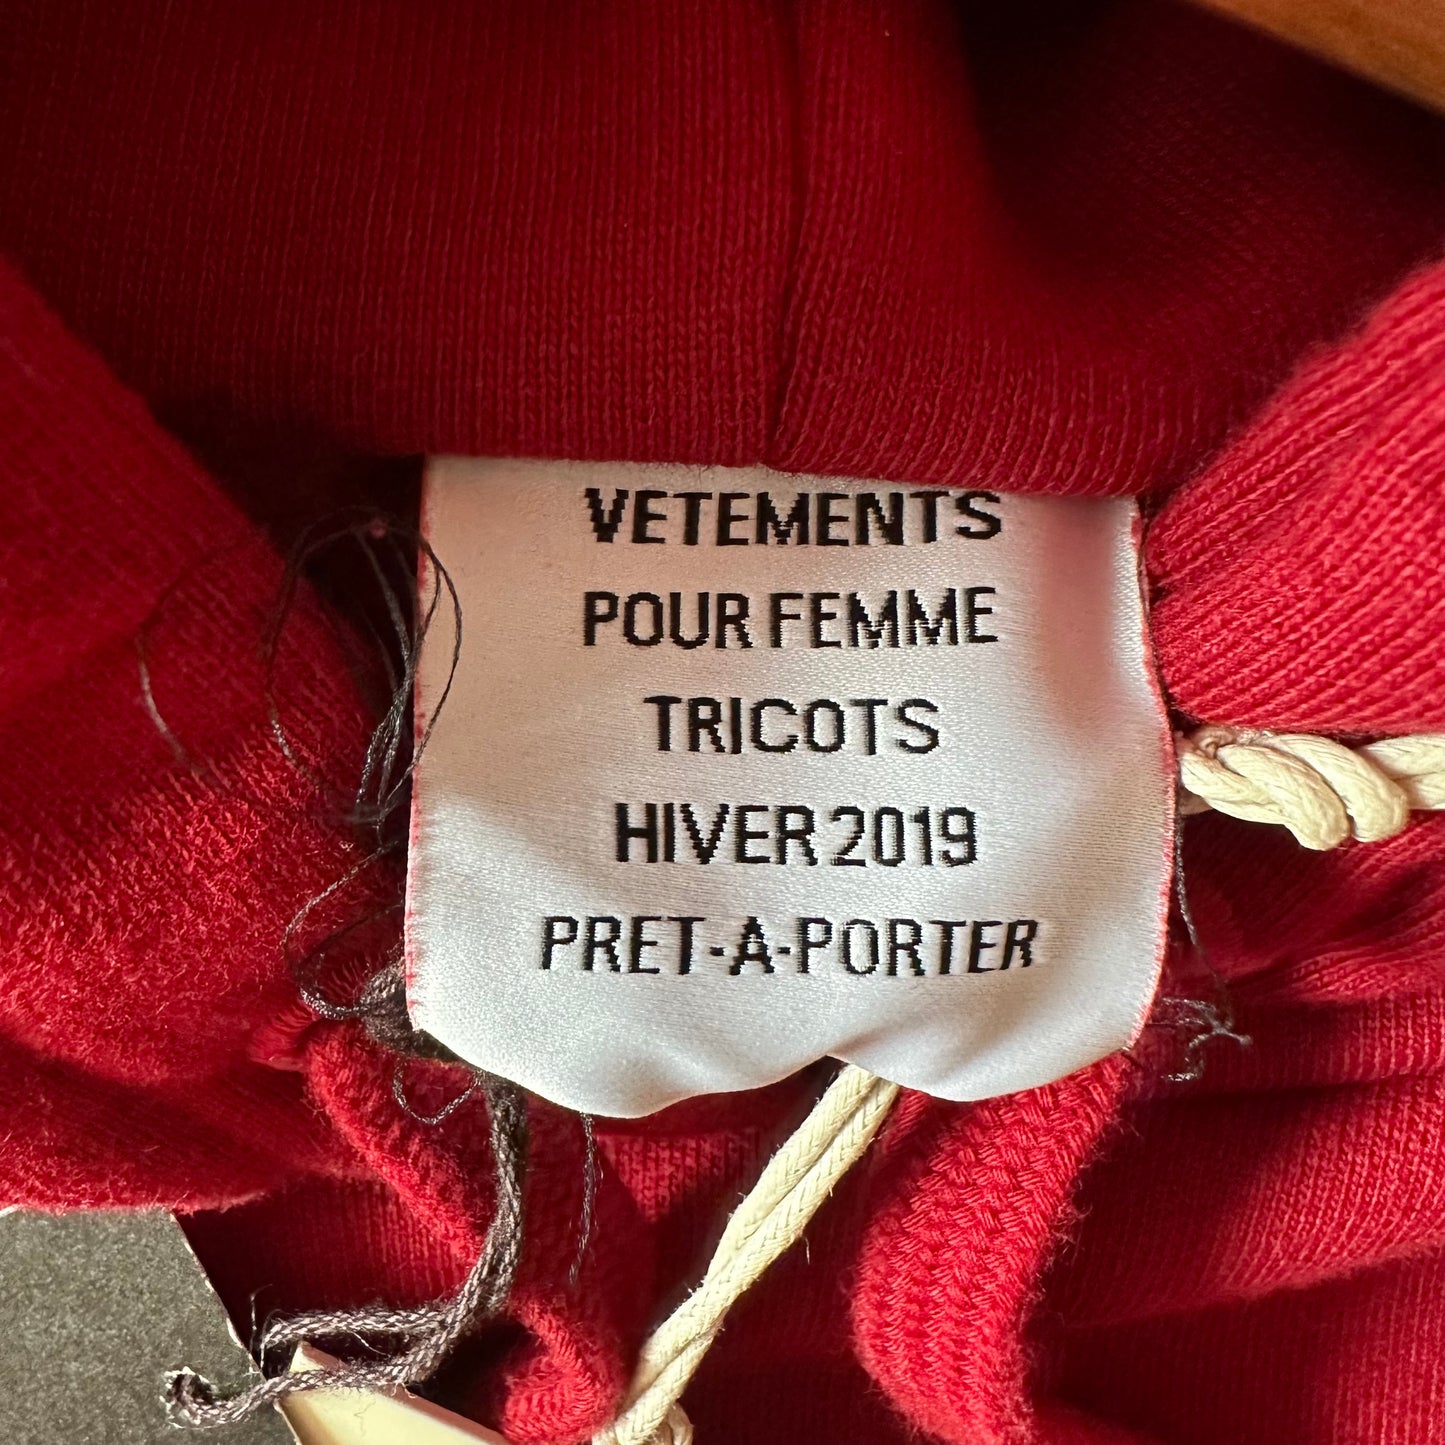 VETEMENTS
POUR FEMME
TRICOTS
HIVER 2019
PRET-A-PORTER